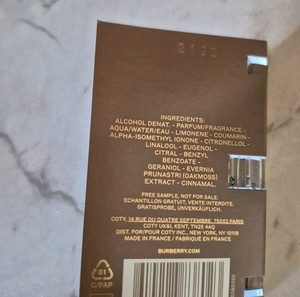 INGREDIENTS:
ALCOHOL DENAT. - PARFUM/FRAGRANCE -
AQUA/WATER/EAU - LIMONENE - COUMARIN -
ALPHA-ISOMETHYL IONONE - CITRONELLOL -
LINALOOL - EUGENOL -
CITRAL - BENZYL
BENZOATE -
GERANIOL - EVERNIA
PRUNASTRI (OAKMOSS)
EXTRACT - CINNAMAL.
FREE SAMPLE, NOT FOR SALE.
ECHANTILLON GRATUIT, VENTE INTERDITE.
GRATISPROBE, UNVERKÄUFLICH.
COTY, 14 RUE DU QUATRE SEPTEMBRE, 75002 PARIS
COTY UK&I, KENT, TN25 4AQ
DIST. FOR/POUR COTY INC., NEW YORK, NY 10118
MADE IN FRANCE / FABRIQUÉ EN FRANCE
BURBERRY.COM
81
C/PAP